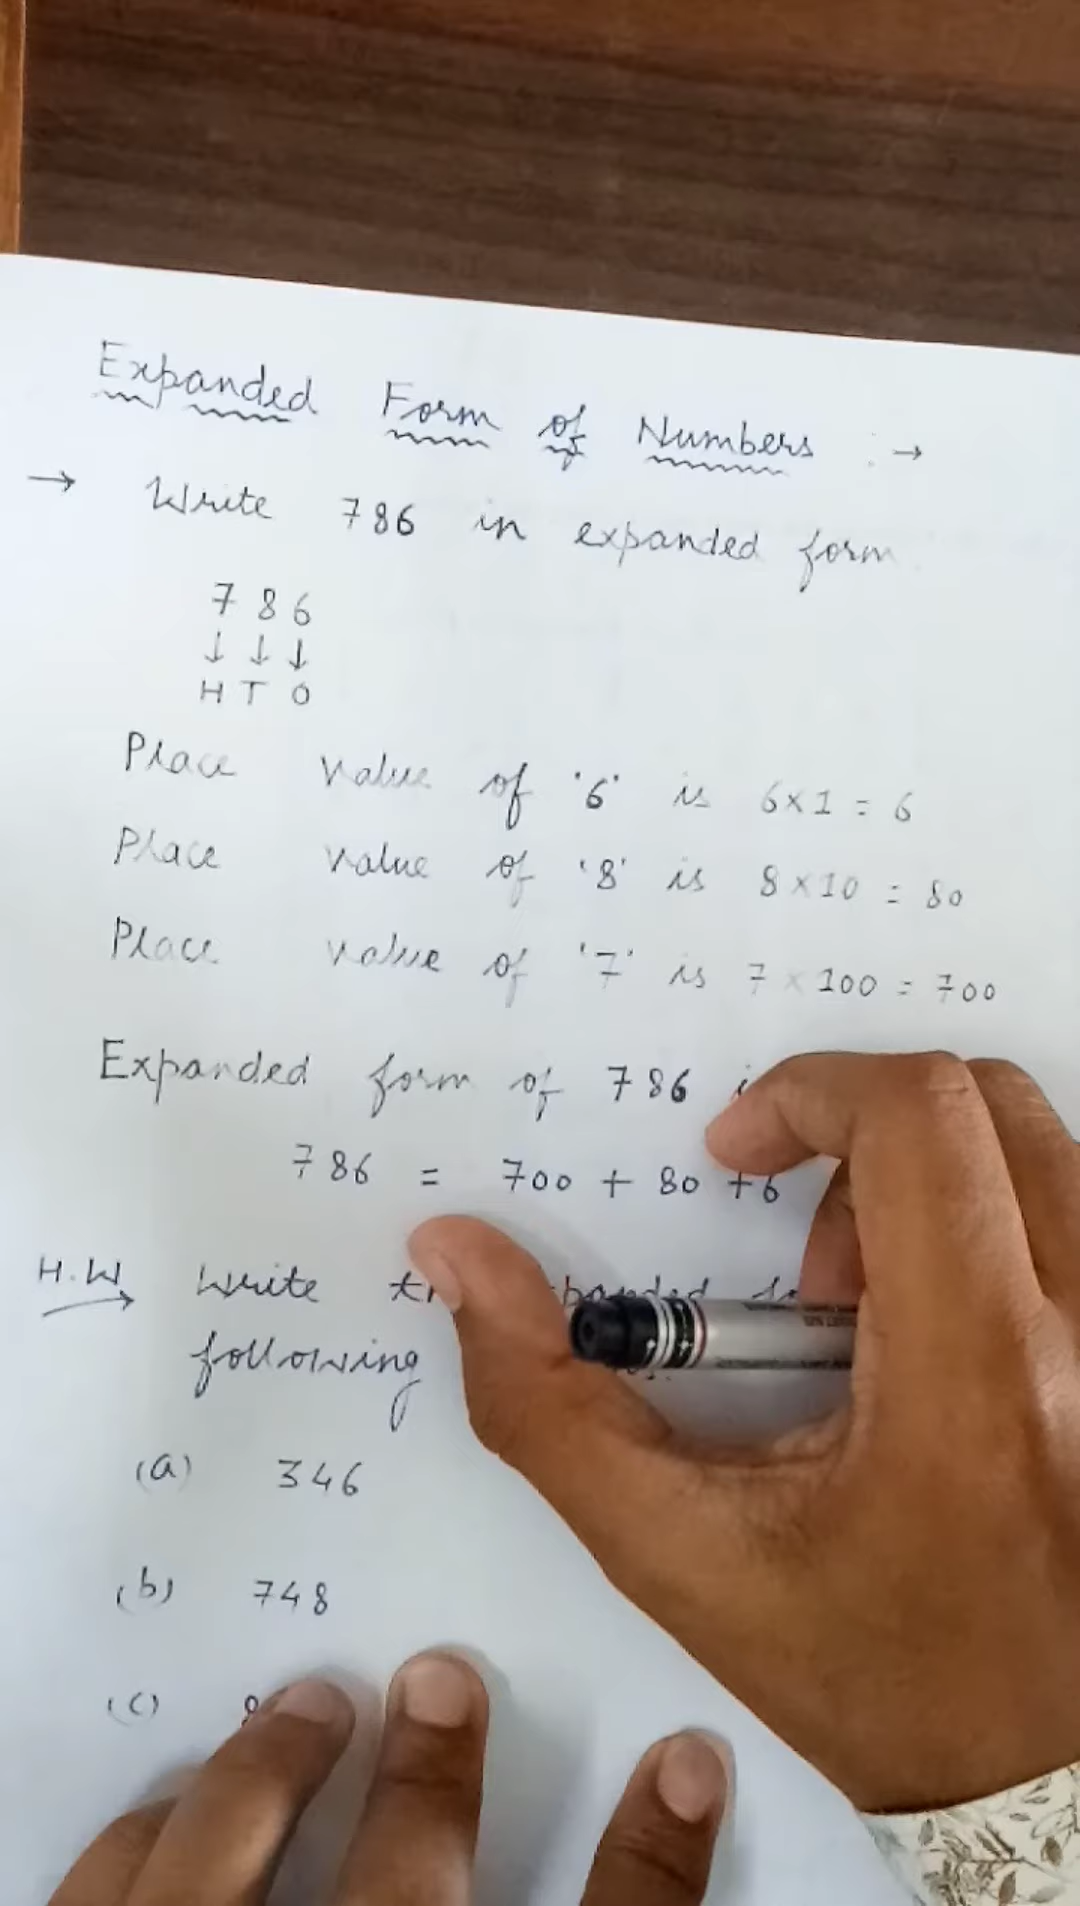 Expanded Form of Numbers : →
→ Write 786 in expanded form.
7 8 6
↓ ↓ ↓
H T O
Place value of '6' is 6 × 1 = 6
Place value of '8' is 8 × 10 = 80
Place value of '7' is 7 × 100 = 700
Expanded form of 786
786 = 700 + 80 + 6
H.W → Write
following
(a) 346
(b) 748
(c)